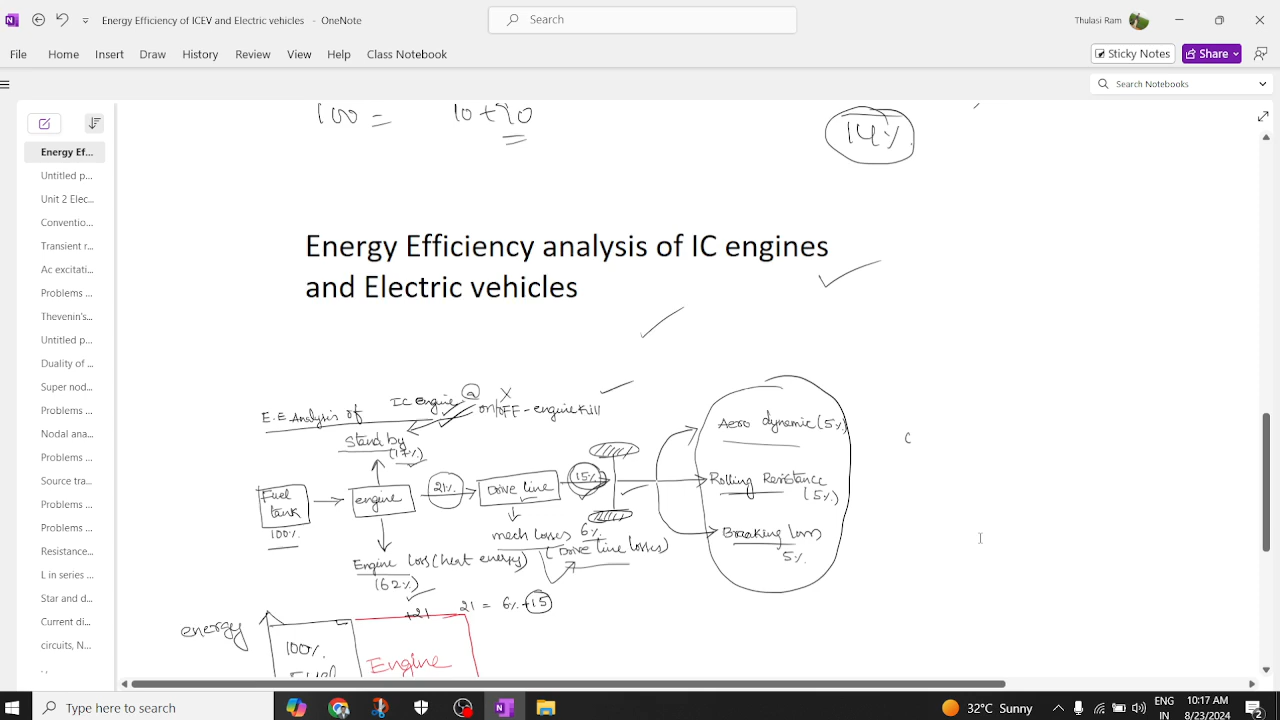 Energy Efficiency of ICEV and Electric vehicles - OneNote
Search
Thulasi Ram
File Home Insert Draw History Review View Help Class Notebook
Sticky Notes
Share
Search Notebooks
Energy Ef...
Untitled p...
Unit 2 Elec...
Conventio...
Transient r...
Ac excitati...
Problems ...
Thevenin's...
Untitled p...
Duality of ...
Super nod...
Problems ...
Nodal ana...
Problems ...
Source tra...
Problems ...
Problems ...
Resistance...
L in series ...
Star and d...
Current di...
circuits, N...
100 = 10+90
14%
Energy Efficiency analysis of IC engines
and Electric vehicles
E.E Analysis of IC engine
on/OFF - engine kill
Stand by
(17%)
Fuel
tank
100%
engine
21%
Drive line
15%
mech losses 6%
(Drive line losses)
Engine Loss (heat energy)
(62%)
+21 21 = 6% + 15
Aero dynamic (5%)
Rolling Resistance
(5%)
Breaking loss
5%
C
energy
100%
Fuel
Engine
Type here to search
32°C Sunny
ENG
IN
10:17 AM
8/23/2024
2